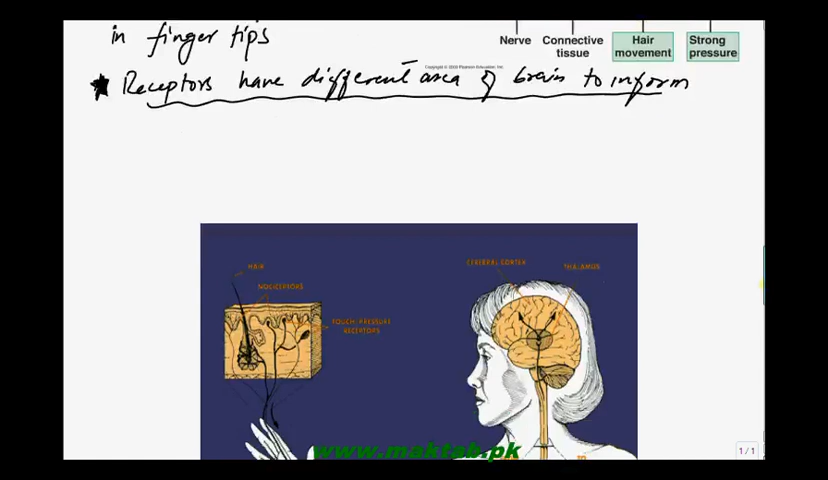 in finger tips
Nerve
Connective
tissue
Hair
movement
Strong
pressure
★ Receptors have different area of brain to inform
HAIR
NOCICEPTORS
TOUCH-PRESSURE
RECEPTORS
CEREBRAL CORTEX
THALAMUS
TO
www.maktab.pk
1 / 1